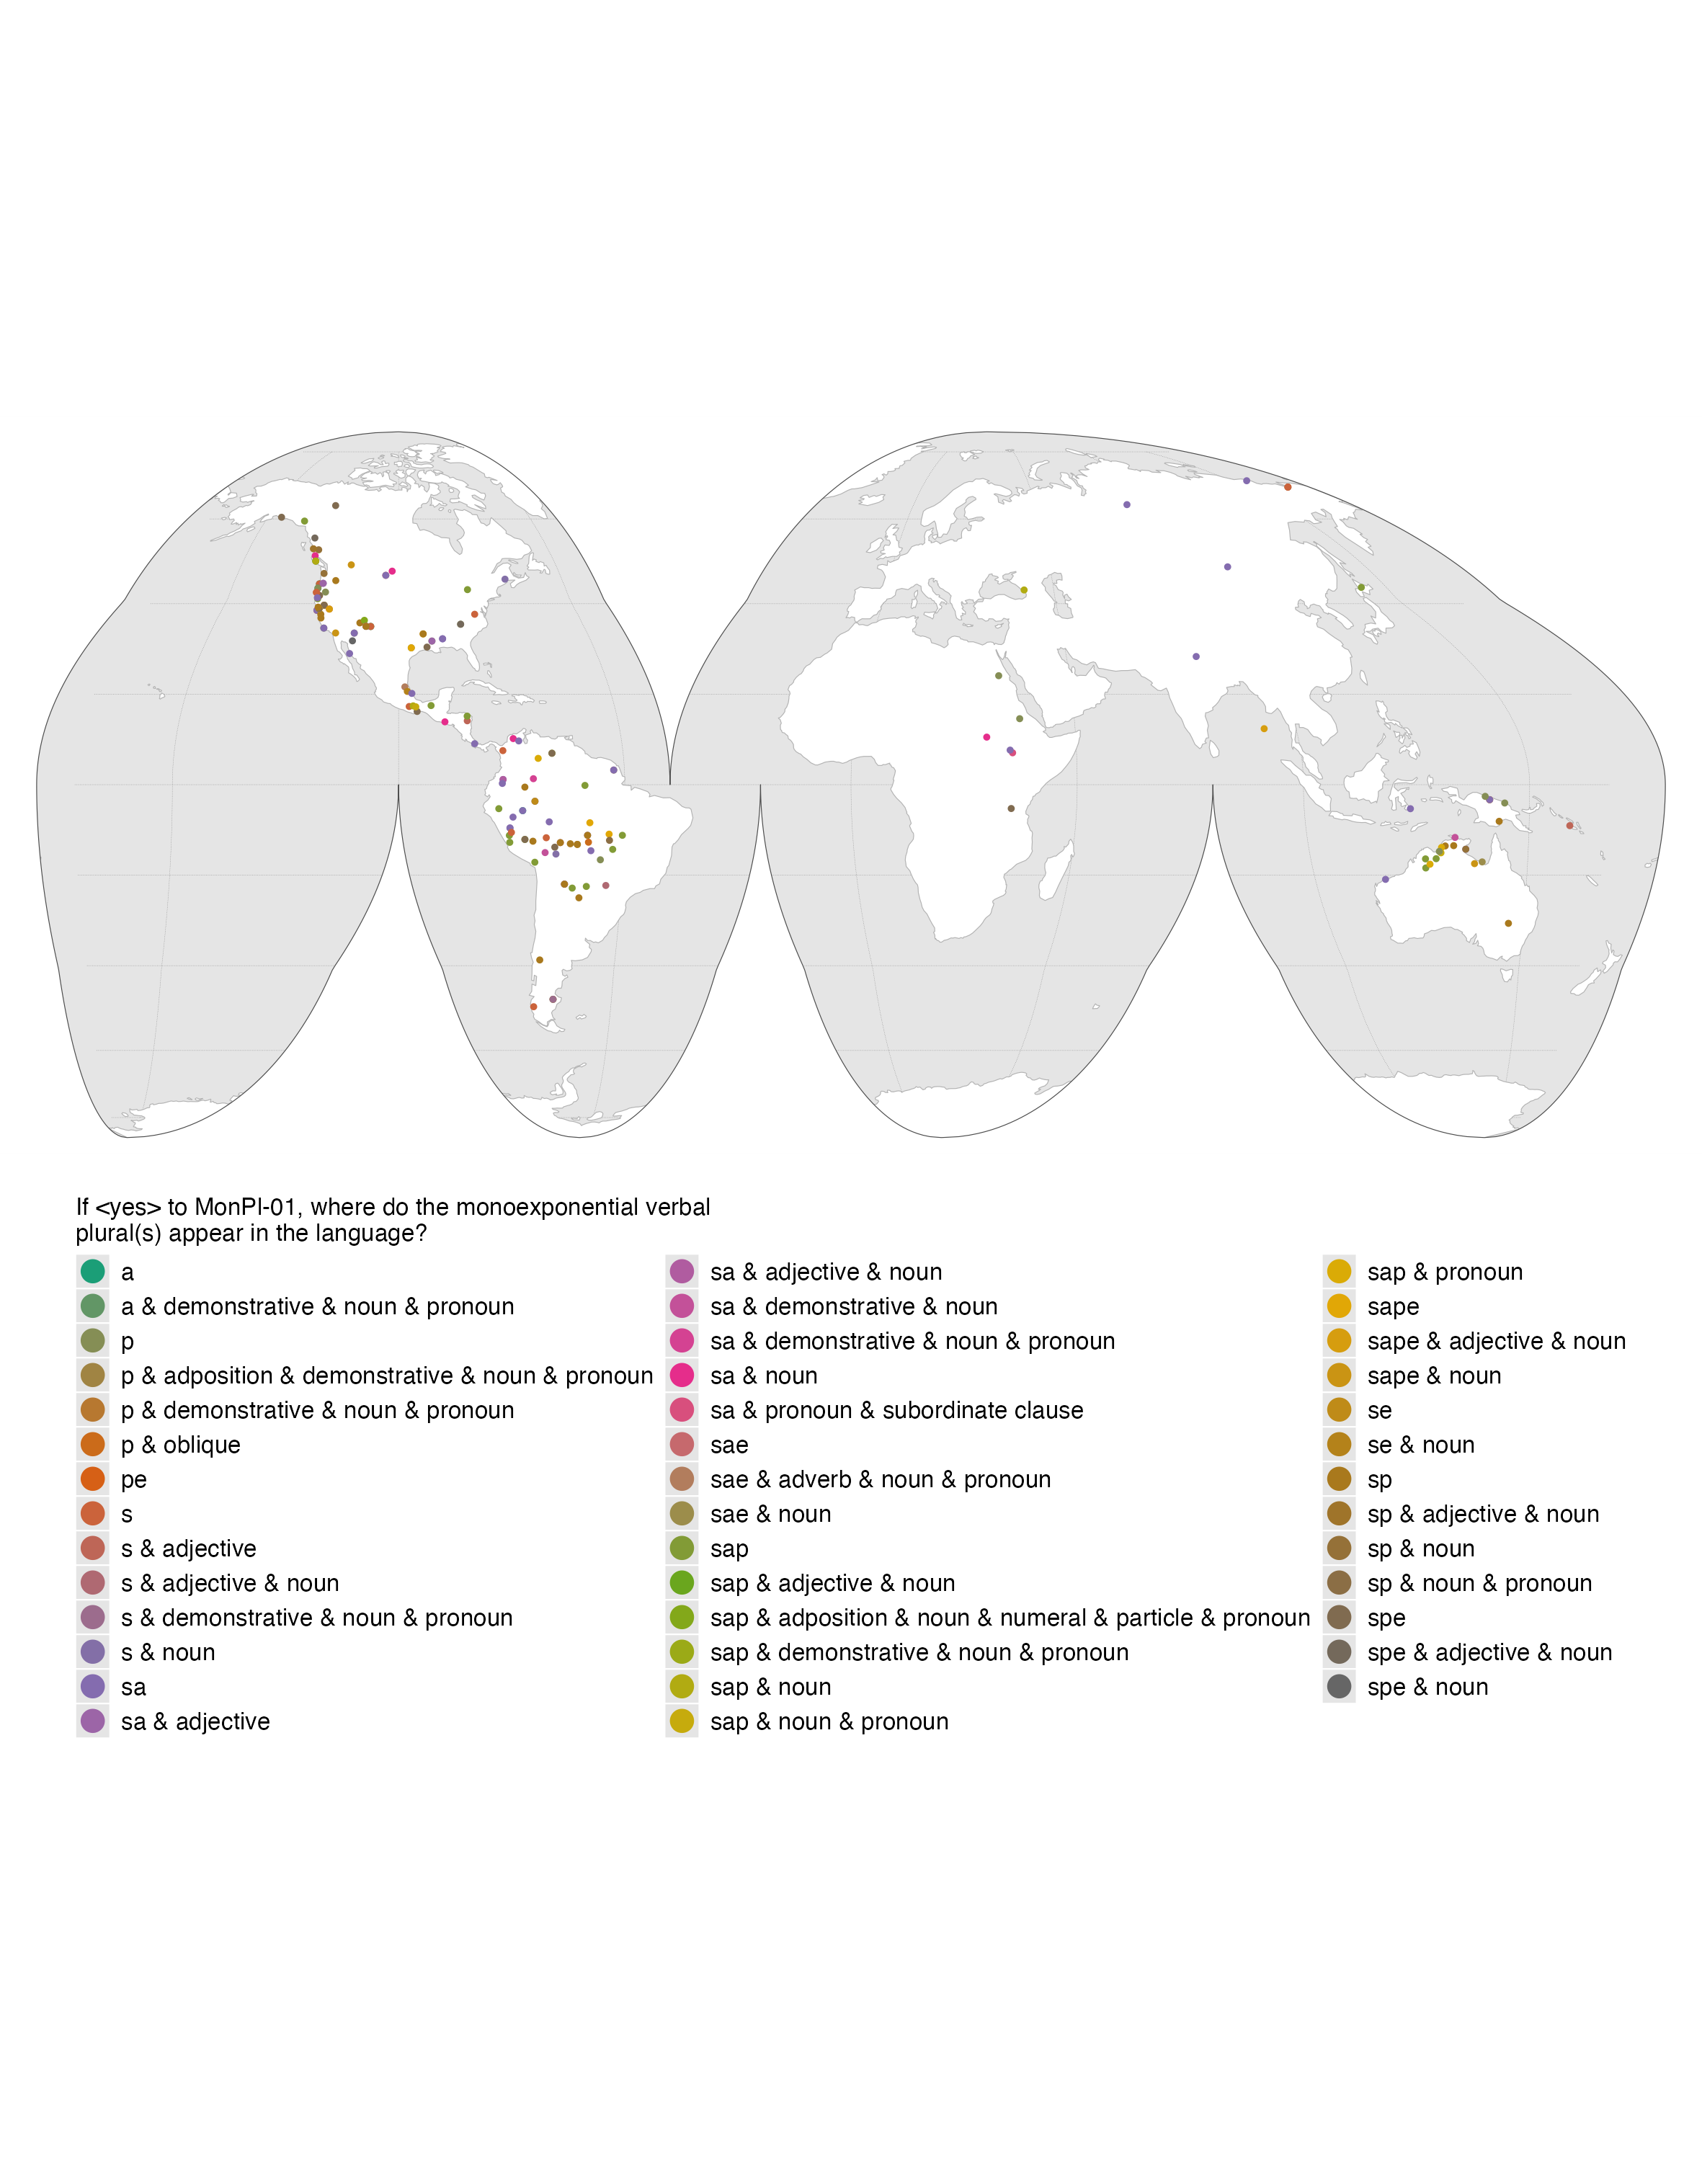 If <yes> to MonPl-01, where do the monoexponential verbal
plural(s) appear in the language?
a
a & demonstrative & noun & pronoun
p
p & adposition & demonstrative & noun & pronoun
p & demonstrative & noun & pronoun
p & oblique
pe
s
s & adjective
s & adjective & noun
s & demonstrative & noun & pronoun
s & noun
sa
sa & adjective
sa & adjective & noun
sa & demonstrative & noun
sa & demonstrative & noun & pronoun
sa & noun
sa & pronoun & subordinate clause
sae
sae & adverb & noun & pronoun
sae & noun
sap
sap & adjective & noun
sap & adposition & noun & numeral & particle & pronoun
sap & demonstrative & noun & pronoun
sap & noun
sap & noun & pronoun
sap & pronoun
sape
sape & adjective & noun
sape & noun
se
se & noun
sp
sp & adjective & noun
sp & noun
sp & noun & pronoun
spe
spe & adjective & noun
spe & noun